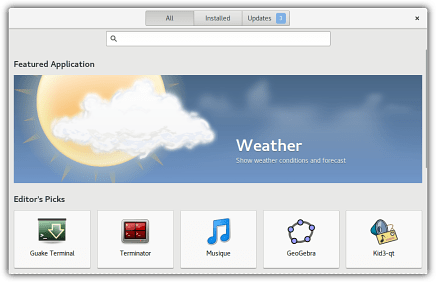 All Installed Updates 3
Featured Application
Weather
Show weather conditions and forecast
Editor's Picks
Guake Terminal Terminator Musique GeoGebra Kid3-qt